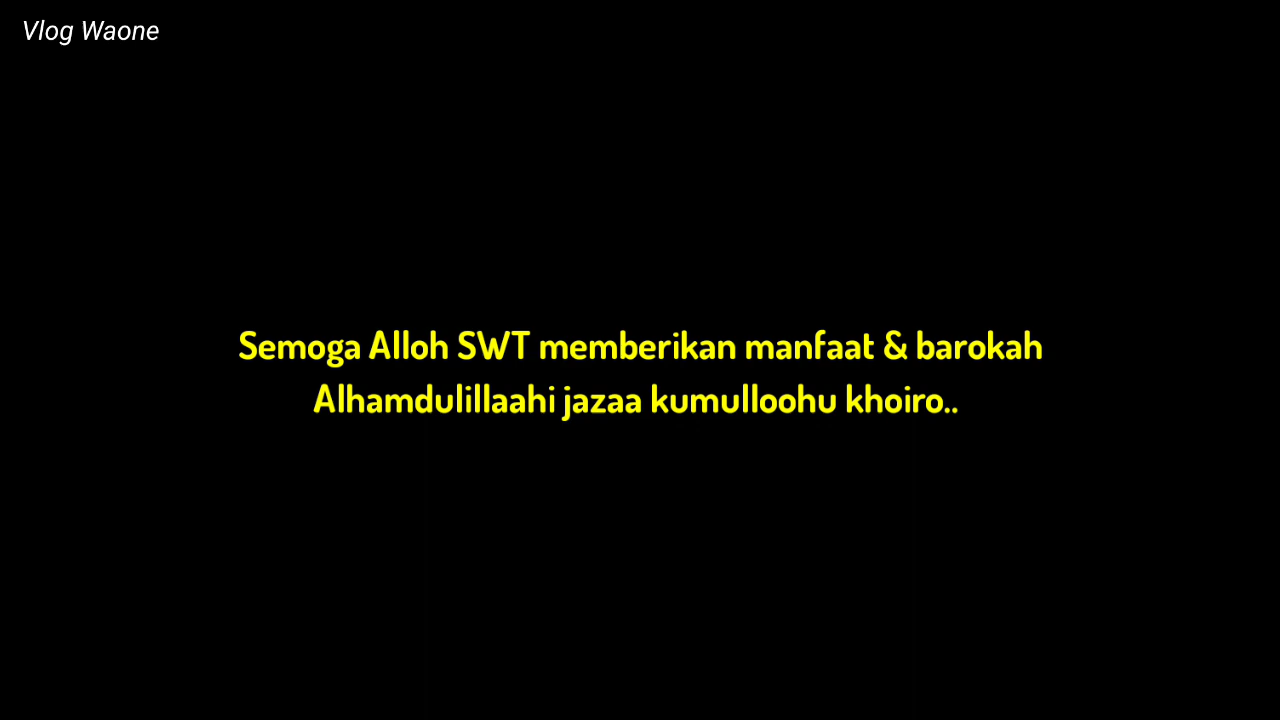 Vlog Waone
Semoga Alloh SWT memberikan manfaat & barokah
Alhamdulillaahi jazaa kumulloohu khoiro..